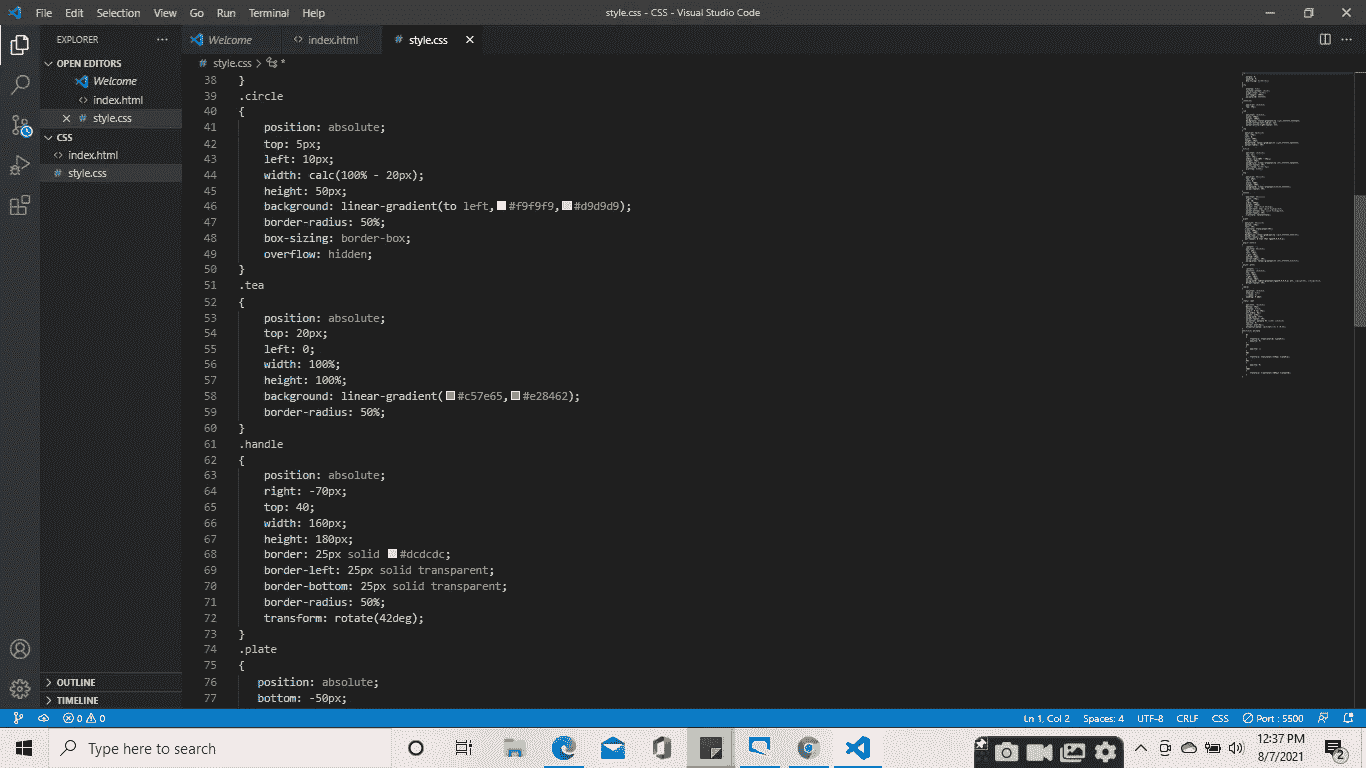 File Edit Selection View Go Run Terminal Help
style.css - CSS - Visual Studio Code
EXPLORER
Welcome
index.html
style.css
OPEN EDITORS
Welcome
index.html
style.css
CSS
index.html
style.css
OUTLINE
TIMELINE
style.css > *
38 }
39 .circle
40 {
41 position: absolute;
42 top: 5px;
43 left: 10px;
44 width: calc(100% - 20px);
45 height: 50px;
46 background: linear-gradient(to left,#f9f9f9,#d9d9d9);
47 border-radius: 50%;
48 box-sizing: border-box;
49 overflow: hidden;
50 }
51 .tea
52 {
53 position: absolute;
54 top: 20px;
55 left: 0;
56 width: 100%;
57 height: 100%;
58 background: linear-gradient(#c57e65,#e28462);
59 border-radius: 50%;
60 }
61 .handle
62 {
63 position: absolute;
64 right: -70px;
65 top: 40;
66 width: 160px;
67 height: 180px;
68 border: 25px solid #dcdcdc;
69 border-left: 25px solid transparent;
70 border-bottom: 25px solid transparent;
71 border-radius: 50%;
72 transform: rotate(42deg);
73 }
74 .plate
75 {
76 position: absolute;
77 bottom: -50px;
0 0
Ln 1, Col 2 Spaces: 4 UTF-8 CRLF CSS Port : 5500
Type here to search
12:37 PM
8/7/2021
2